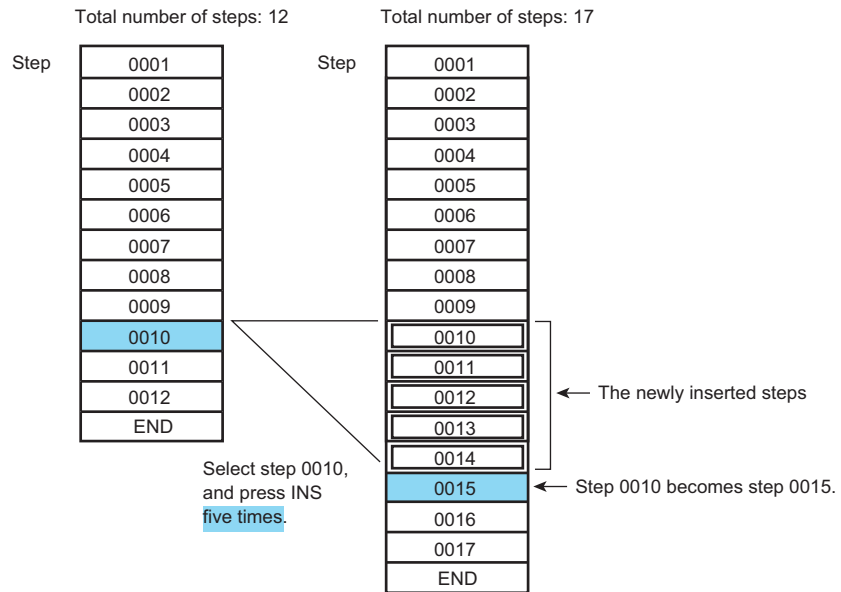 Total number of steps: 12
Step
0001
0002
0003
0004
0005
0006
0007
0008
0009
0010
0011
0012
END
Select step 0010,
and press INS
five times.
Total number of steps: 17
Step
0001
0002
0003
0004
0005
0006
0007
0008
0009
0010
0011
0012
0013
0014
0015
0016
0017
END
The newly inserted steps
Step 0010 becomes step 0015.